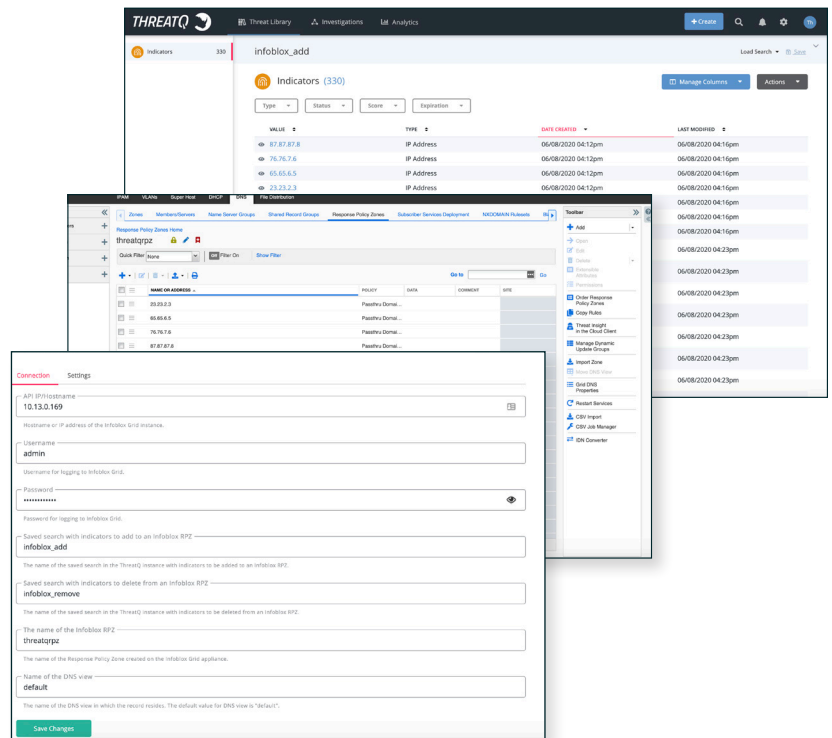 THREATQ
Threat Library
Investigations
Analytics
+ Create
Indicators 330
infoblox_add
Load Search
Save
Indicators (330)
Manage Columns
Actions
Type
Status
Score
Expiration
VALUE TYPE DATE CREATED LAST MODIFIED
87.87.87.8 IP Address 06/08/2020 04:12pm 06/08/2020 04:16pm
76.76.7.6 IP Address 06/08/2020 04:12pm 06/08/2020 04:16pm
65.65.6.5 IP Address 06/08/2020 04:12pm 06/08/2020 04:16pm
23.23.2.3 IP Address 06/08/2020 04:12pm 06/08/2020 04:16pm
06/08/2020 04:16pm
06/08/2020 04:16pm
06/08/2020 04:16pm
06/08/2020 04:23pm
06/08/2020 04:23pm
06/08/2020 04:23pm
06/08/2020 04:23pm
06/08/2020 04:23pm
06/08/2020 04:23pm
06/08/2020 04:23pm
IPAM VLANs Super Host DHCP DNS File Distribution
Zones Members/Servers Name Server Groups Shared Record Groups Response Policy Zones Subscriber Services Deployment NXDOMAIN Rulesets
Response Policy Zones Home
threatqrpz
Quick Filter None Off Filter On Show Filter
Go to Go
NAME OR ADDRESS POLICY DATA COMMENT SITE
23.23.2.3 Passthru Domai...
65.65.6.5 Passthru Domai...
76.76.7.6 Passthru Domai...
87.87.87.8 Passthru Domai...
Toolbar
Add
Open
Edit
Delete
Extensible
Attributes
Permissions
Order Response
Policy Zones
Copy Rules
Threat Insight
in the Cloud Client
Manage Dynamic
Update Groups
Import Zone
Move DNS View
Grid DNS
Properties
Restart Services
CSV Import
CSV Job Manager
IDN Converter
Connection Settings
API IP/Hostname
10.13.0.169
Hostname or IP address of the Infoblox Grid instance.
Username
admin
Username for logging to Infoblox Grid.
Password
••••••••••••
Password for logging to Infoblox Grid.
Saved search with indicators to add to an Infoblox RPZ
infoblox_add
The name of the saved search in the ThreatQ instance with indicators to be added to an Infoblox RPZ.
Saved search with indicators to delete from an Infoblox RPZ
infoblox_remove
The name of the saved search in the ThreatQ instance with indicators to be deleted from an Infoblox RPZ.
The name of the Infoblox RPZ
threatqrpz
The name of the Response Policy Zone created on the Infoblox Grid appliance.
Name of the DNS view
default
The name of the DNS view in which the record resides. The default value for DNS view is "default".
Save Changes